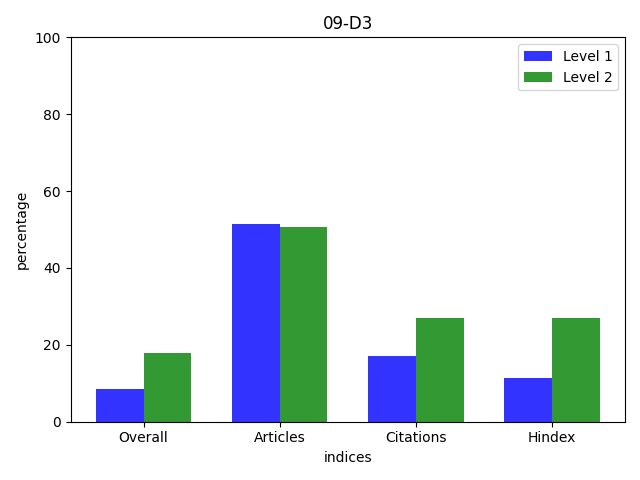 09-D3
100
80
60
40
20
0
percentage
Level 1
Level 2
Overall Articles Citations Hindex
indices